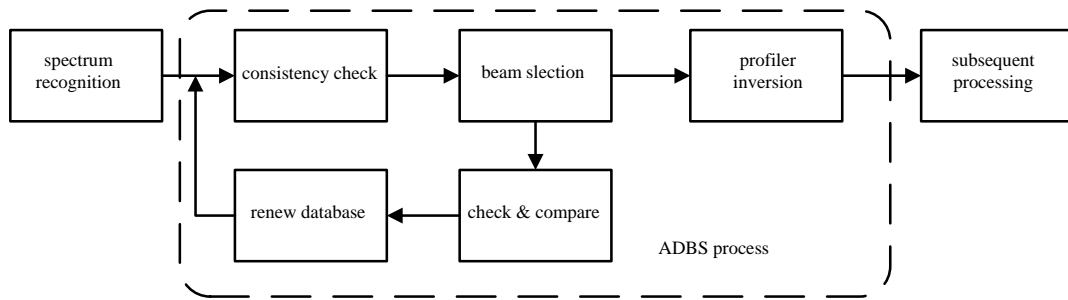 spectrum
recognition
consistency check
beam slection
profiler
inversion
subsequent
processing
renew database
check & compare
ADBS process